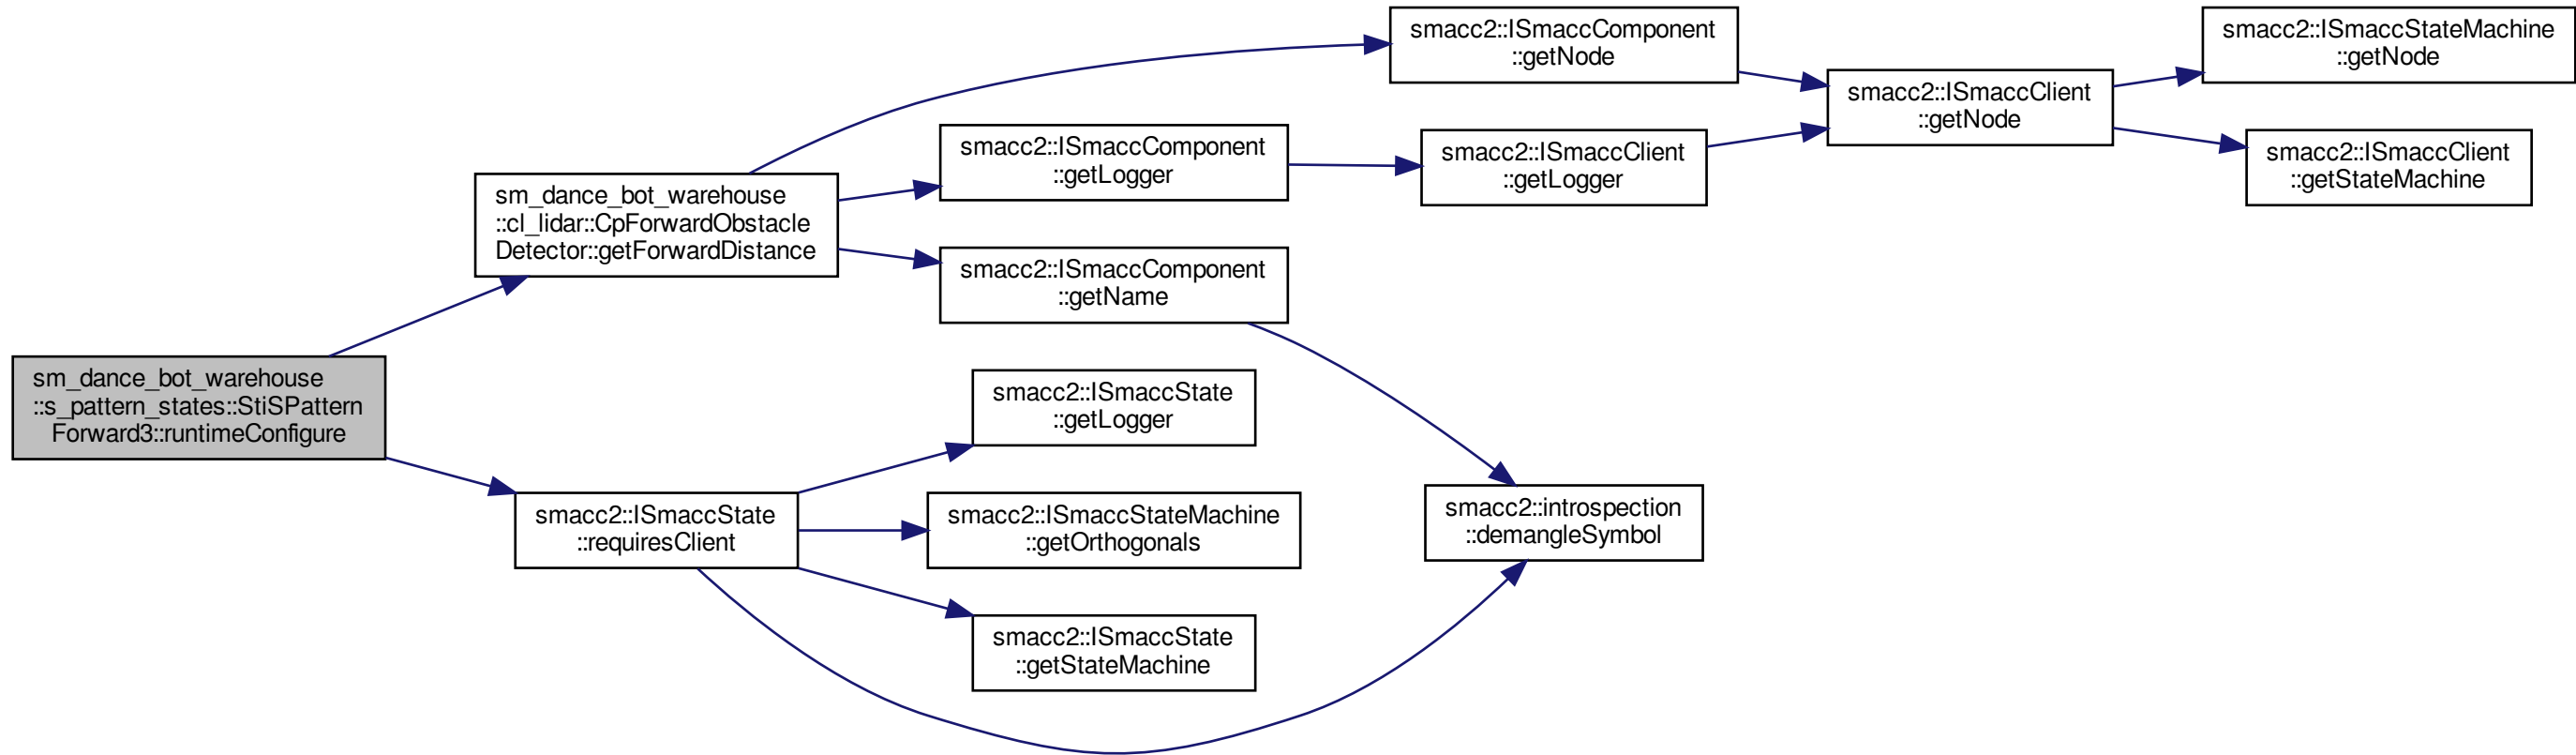 sm_dance_bot_warehouse
::s_pattern_states::StiSPattern
Forward3::runtimeConfigure
sm_dance_bot_warehouse
::cl_lidar::CpForwardObstacle
Detector::getForwardDistance
smacc2::ISmaccComponent
::getNode
smacc2::ISmaccComponent
::getLogger
smacc2::ISmaccComponent
::getName
smacc2::ISmaccClient
::getLogger
smacc2::ISmaccClient
::getNode
smacc2::ISmaccStateMachine
::getNode
smacc2::ISmaccClient
::getStateMachine
smacc2::ISmaccState
::requiresClient
smacc2::ISmaccState
::getLogger
smacc2::ISmaccStateMachine
::getOrthogonals
smacc2::ISmaccState
::getStateMachine
smacc2::introspection
::demangleSymbol